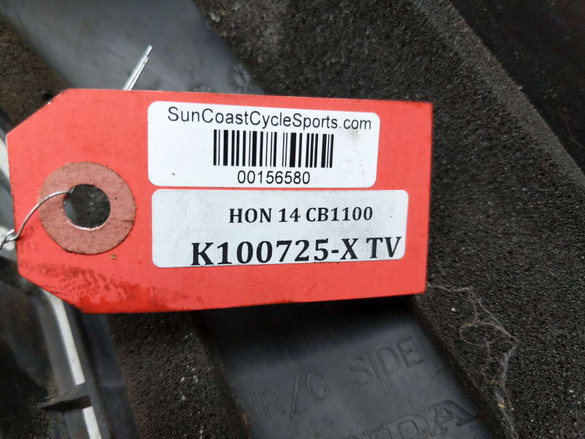 SunCoastCycleSports.com
00156580
HON 14 CB1100
K100725-X TV
R/C SIDE